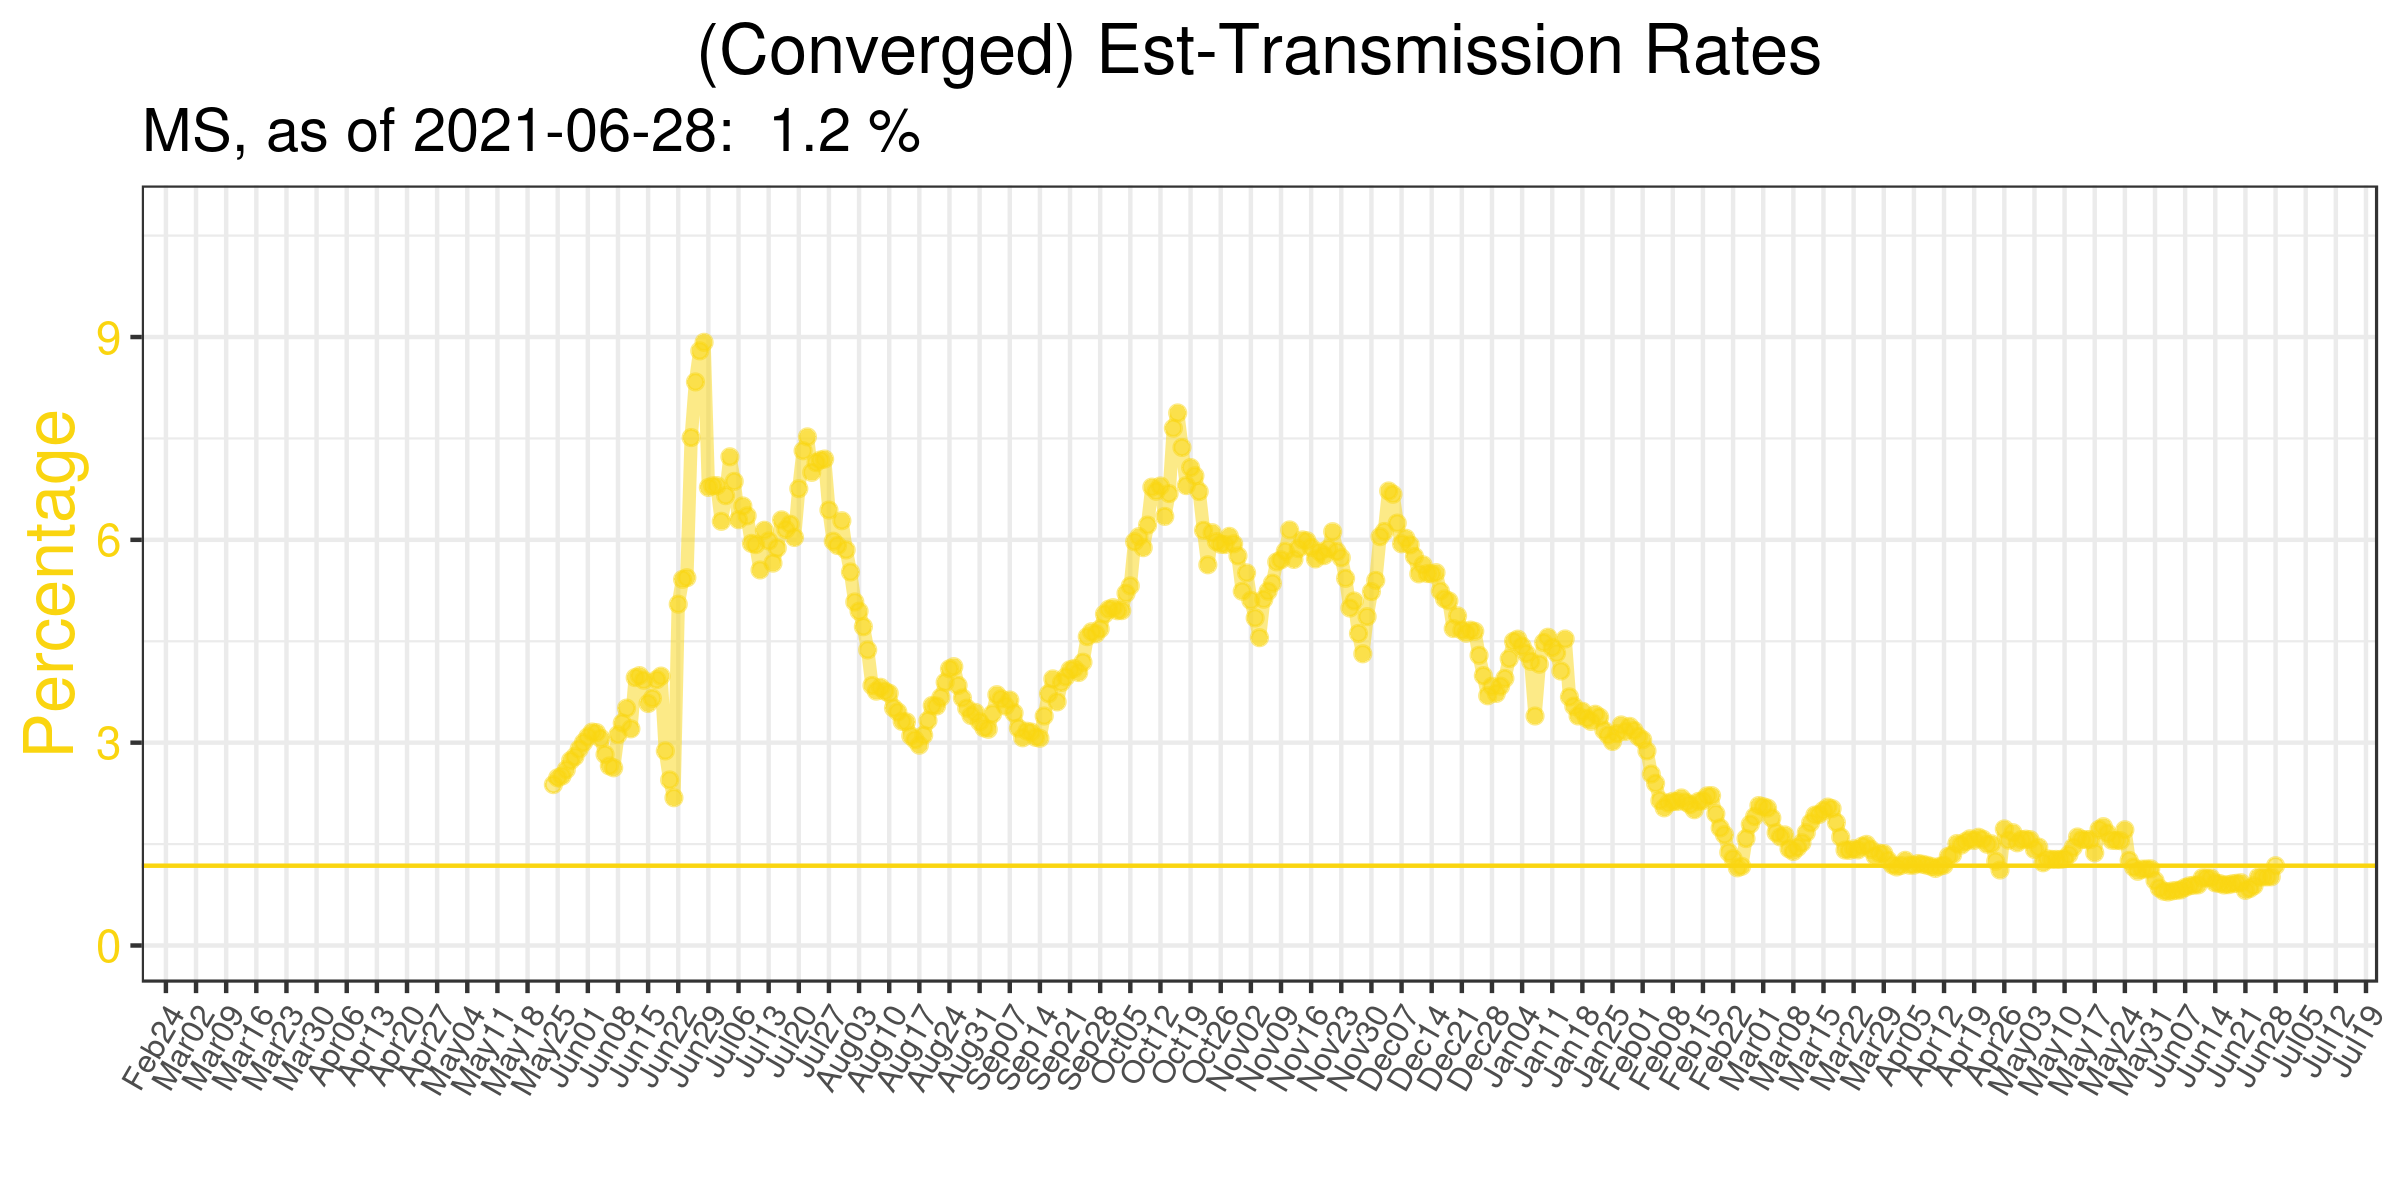 (Converged) Est-Transmission Rates
MS, as of 2021-06-28: 1.2 %
Percentage
9
6
3
0
Feb24
Mar02
Mar09
Mar16
Mar23
Mar30
Apr06
Apr13
Apr20
Apr27
May04
May11
May18
May25
Jun01
Jun08
Jun15
Jun22
Jun29
Jul06
Jul13
Jul20
Jul27
Aug03
Aug10
Aug17
Aug24
Aug31
Sep07
Sep14
Sep21
Sep28
Oct05
Oct12
Oct19
Oct26
Nov02
Nov09
Nov16
Nov23
Nov30
Dec07
Dec14
Dec21
Dec28
Jan04
Jan11
Jan18
Jan25
Feb01
Feb08
Feb15
Feb22
Mar01
Mar08
Mar15
Mar22
Mar29
Apr05
Apr12
Apr19
Apr26
May03
May10
May17
May24
May31
Jun07
Jun14
Jun21
Jun28
Jul05
Jul12
Jul19